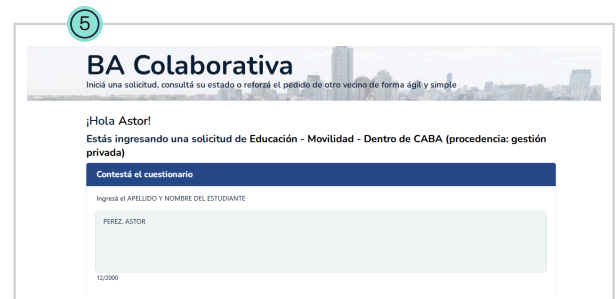 5
BA Colaborativa
Iniciá una solicitud, consultá su estado o reforzá el pedido de otro vecino de forma ágil y simple
¡Hola Astor!
Estás ingresando una solicitud de Educación - Movilidad - Dentro de CABA (procedencia: gestión
privada)
Contestá el cuestionario
Ingresá el APELLIDO Y NOMBRE DEL ESTUDIANTE
PEREZ, ASTOR
12/2000